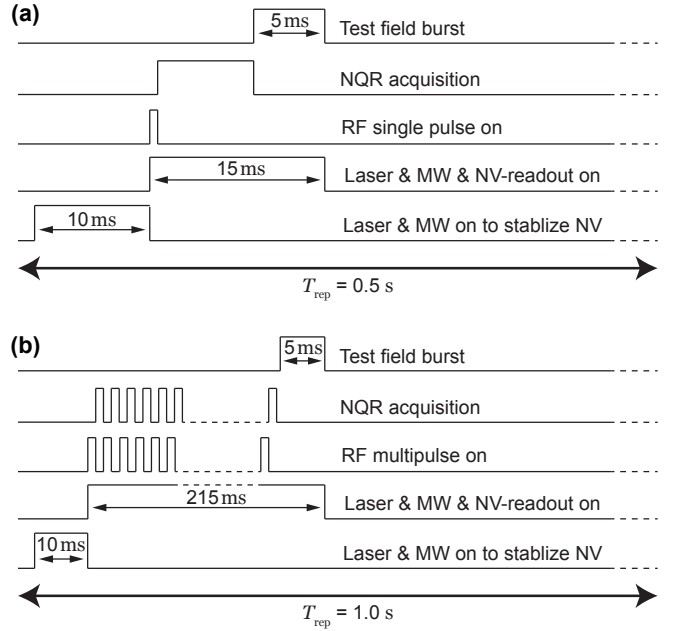 (a)
5 ms
Test field burst
NQR acquisition
RF single pulse on
15 ms
Laser & MW & NV-readout on
10 ms
Laser & MW on to stablize NV
T_rep = 0.5 s
(b)
5 ms
Test field burst
NQR acquisition
RF multipulse on
215 ms
Laser & MW & NV-readout on
10 ms
Laser & MW on to stablize NV
T_rep = 1.0 s